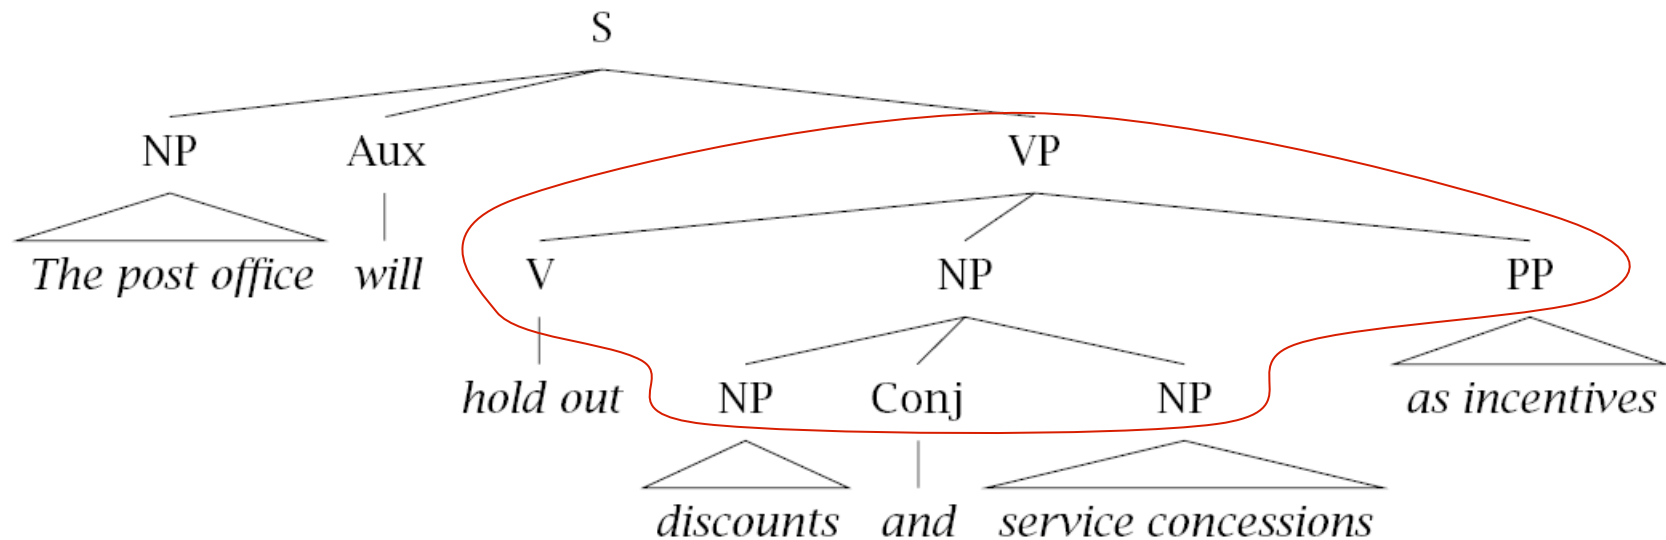 S
NP Aux VP
The post office will V NP PP
hold out NP Conj NP as incentives
discounts and service concessions